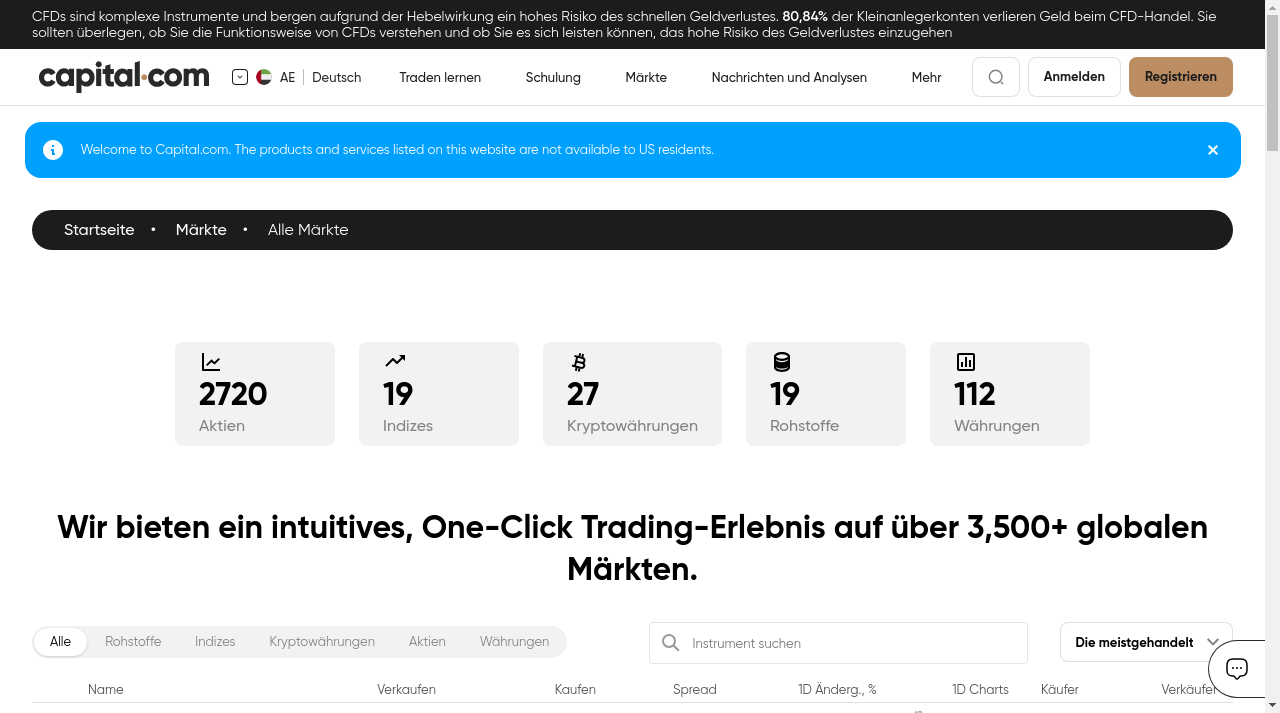 CFDs sind komplexe Instrumente und bergen aufgrund der Hebelwirkung ein hohes Risiko des schnellen Geldverlustes. 80,84% der Kleinanlegerkonten verlieren Geld beim CFD-Handel. Sie
sollten überlegen, ob Sie die Funktionsweise von CFDs verstehen und ob Sie es sich leisten können, das hohe Risiko des Geldverlustes einzugehen
capital.com AE Deutsch Traden lernen Schulung Märkte Nachrichten und Analysen Mehr Anmelden Registrieren
Welcome to Capital.com. The products and services listed on this website are not available to US residents.
Startseite • Märkte • Alle Märkte
2720 19 27 19 112
Aktien Indizes Kryptowährungen Rohstoffe Währungen
Wir bieten ein intuitives, One-Click Trading-Erlebnis auf über 3,500+ globalen
Märkten.
Alle Rohstoffe Indizes Kryptowährungen Aktien Währungen Instrument suchen Die meistgehandelt
Name Verkaufen Kaufen Spread 1D Änderg., % 1D Charts Käufer Verkäufer